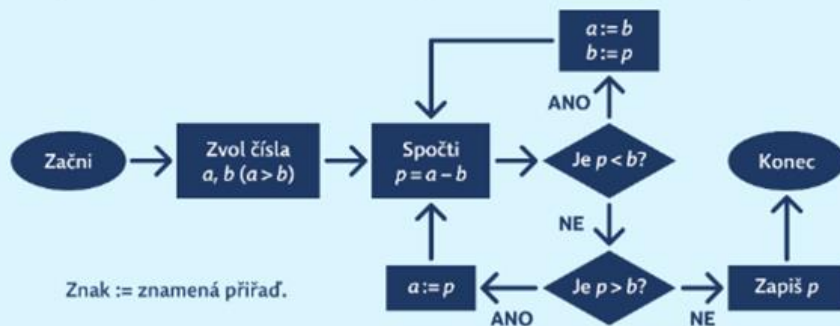 a := b
b := p
ANO
Začni
Zvol čísla
a, b (a > b)
Spočti
p = a – b
Je p < b?
Konec
NE
Znak := znamená přiřaď.
a := p
ANO
Je p > b?
NE
Zapiš p